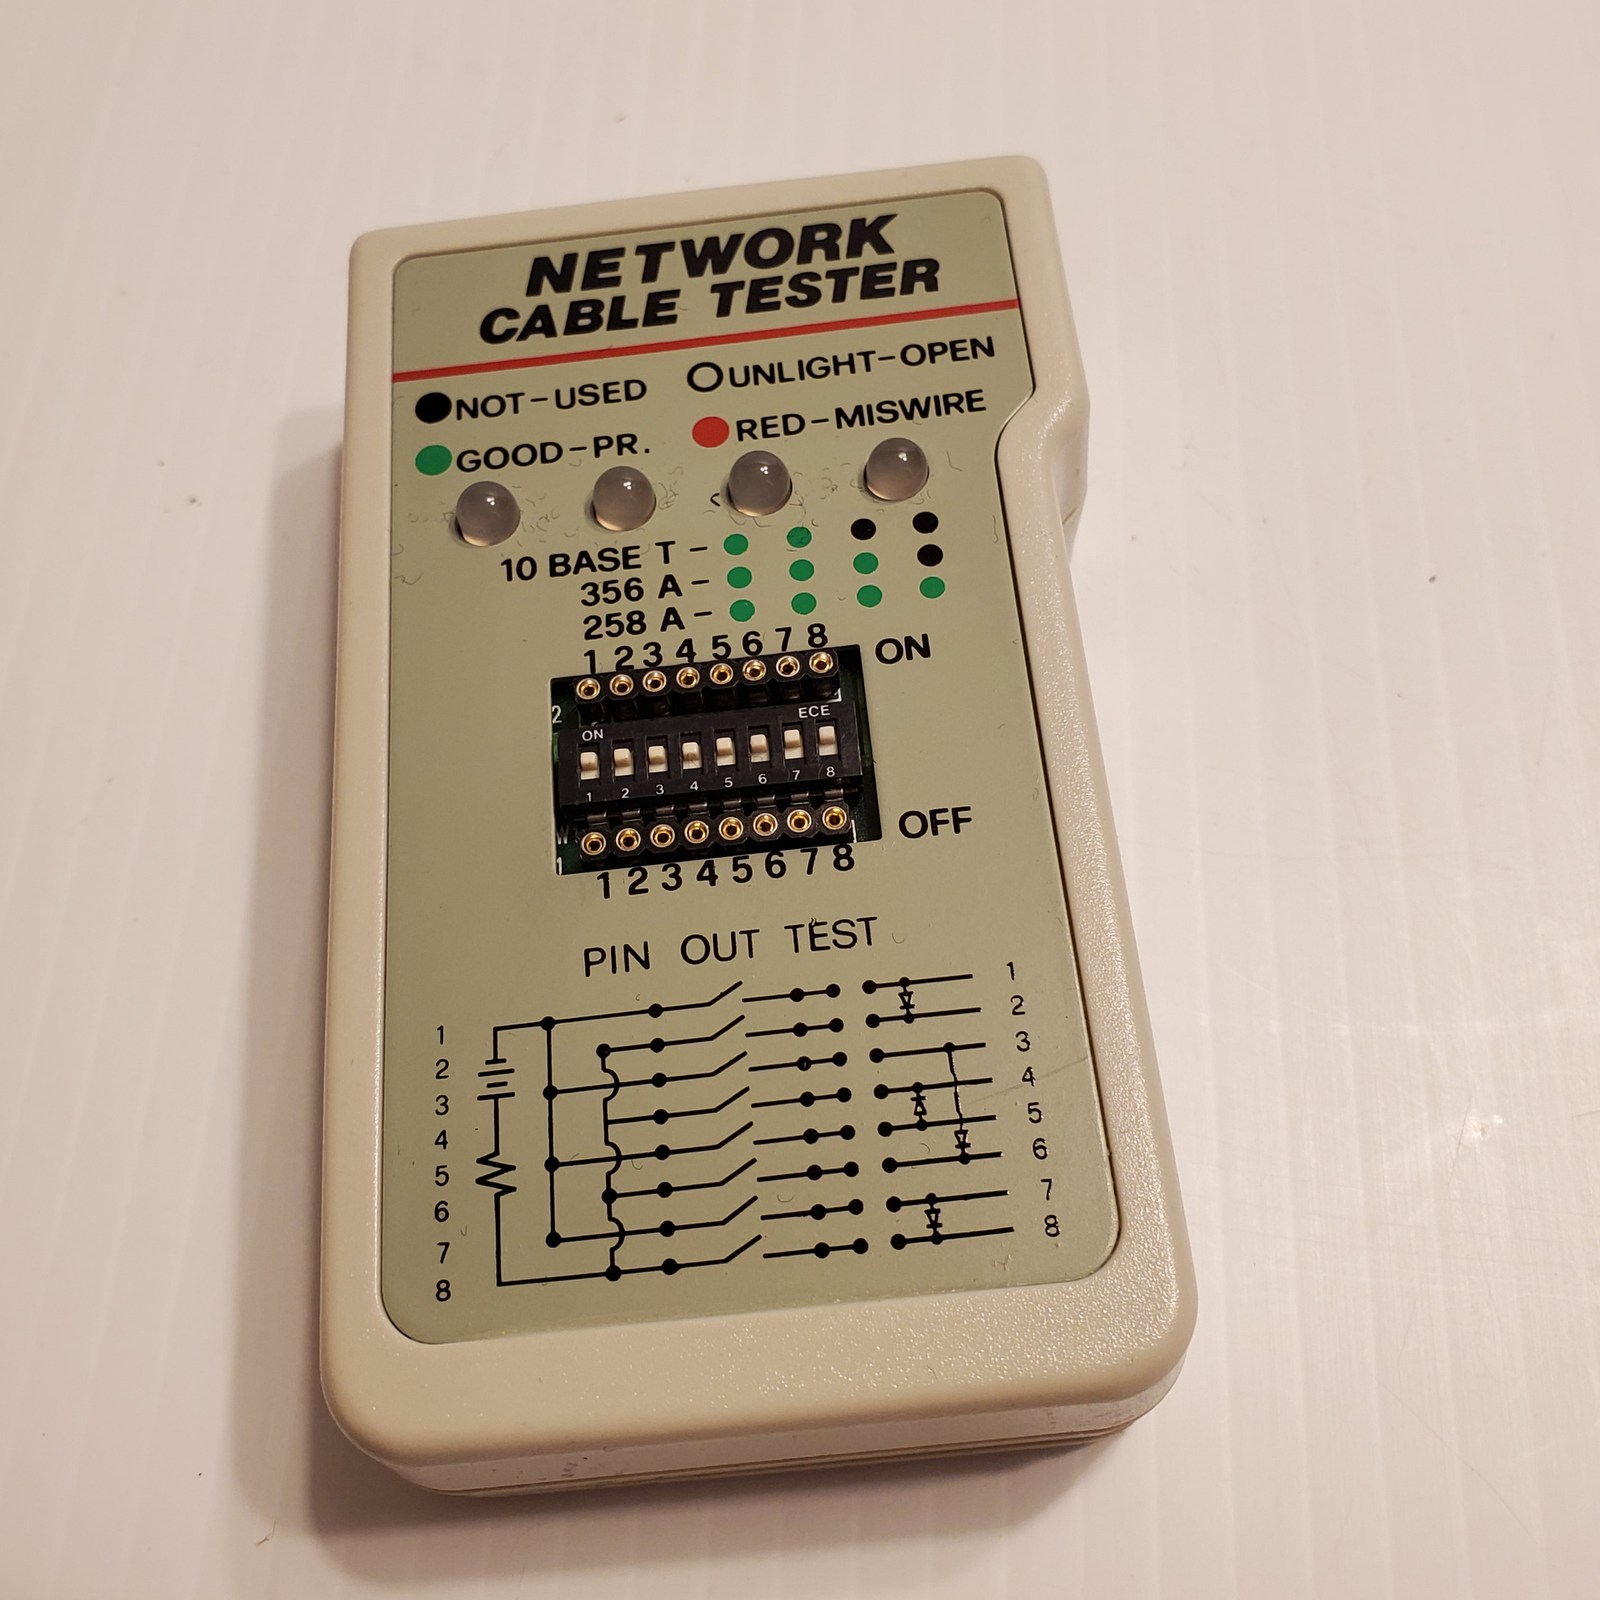 NETWORK
CABLE TESTER
NOT-USED
UNLIGHT-OPEN
GOOD-PR.
RED-MISWIRE
10 BASE T -
356 A -
258 A -
1 2 3 4 5 6 7 8
ON
2
ECE
ON
1 2 3 4 5 6 7 8
OFF
1
1 2 3 4 5 6 7 8
PIN OUT TEST
1
2
3
4
5
6
7
8
1
2
3
4
5
6
7
8